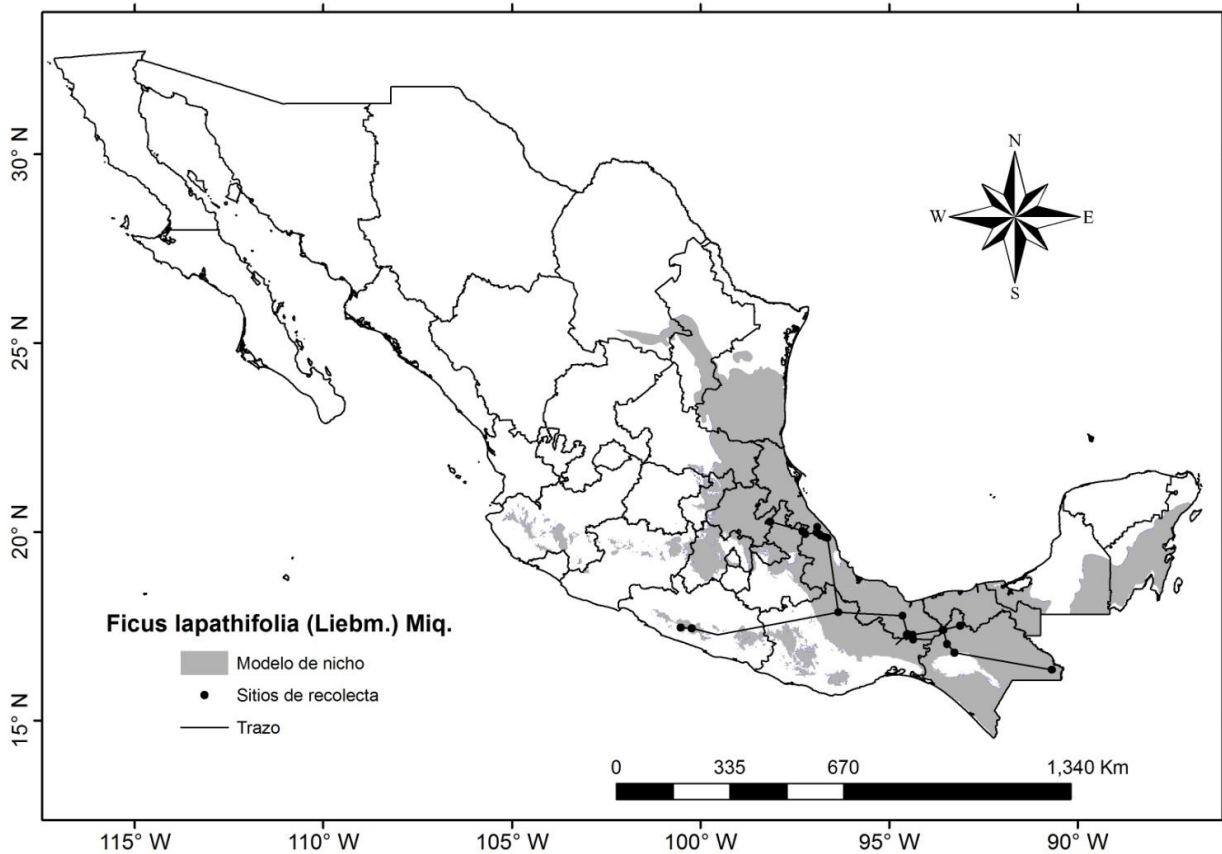 30° N
25° N
20° N
15° N
N
W
E
S
Ficus lapathifolia (Liebm.) Miq.
Modelo de nicho
Sitios de recolecta
Trazo
0 335 670 1,340 Km
115° W 110° W 105° W 100° W 95° W 90° W